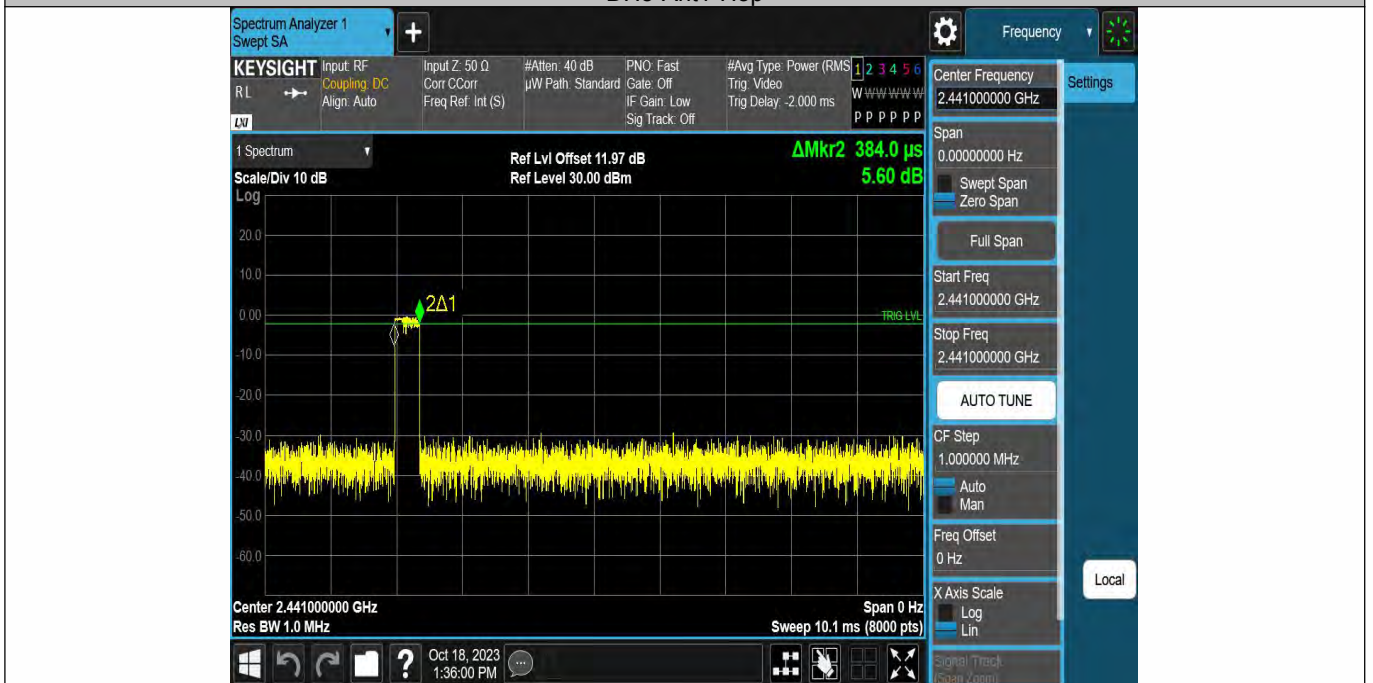 Spectrum Analyzer 1
Swept SA
Frequency
KEYSIGHT
RL
LXI
Input: RF
Coupling: DC
Align: Auto
Input Z: 50 Ω
Corr CCorr
Freq Ref: Int (S)
#Atten: 40 dB
µW Path: Standard
PNO: Fast
Gate: Off
IF Gain: Low
Sig Track: Off
#Avg Type: Power (RMS
Trig: Video
Trig Delay: -2.000 ms
1 2 3 4 5 6
W W W W W W
P P P P P P
1 Spectrum
Scale/Div 10 dB
Log
Ref Lvl Offset 11.97 dB
Ref Level 30.00 dBm
ΔMkr2 384.0 µs
5.60 dB
20.0
10.0
0.00
-10.0
-20.0
-30.0
-40.0
-50.0
-60.0
2Δ1
TRIG LVL
Center 2.441000000 GHz
Res BW 1.0 MHz
Span 0 Hz
Sweep 10.1 ms (8000 pts)
Oct 18, 2023
1:36:00 PM
Center Frequency
2.441000000 GHz
Settings
Span
0.00000000 Hz
Swept Span
Zero Span
Full Span
Start Freq
2.441000000 GHz
Stop Freq
2.441000000 GHz
AUTO TUNE
CF Step
1.000000 MHz
Auto
Man
Freq Offset
0 Hz
X Axis Scale
Log
Lin
Local
Signal Track
(Span Zoom)